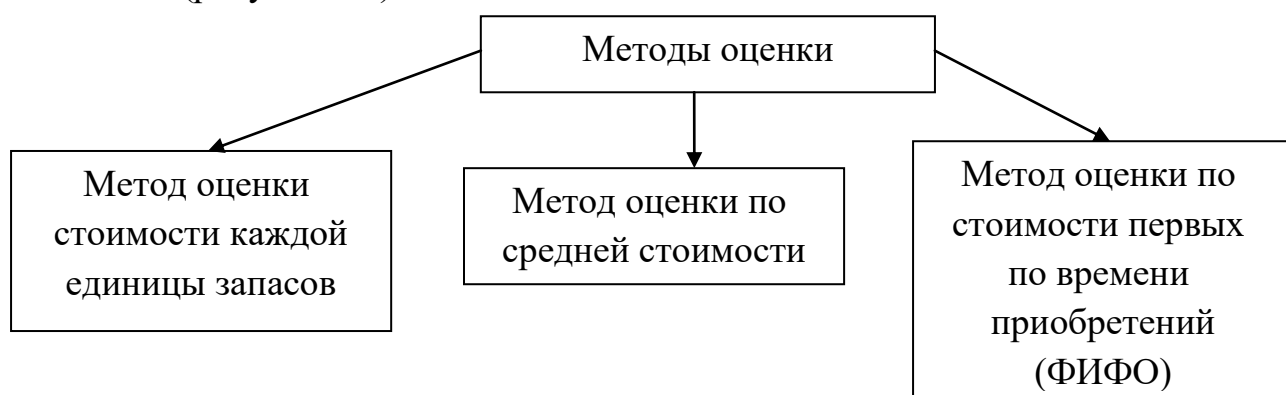 Методы оценки
Метод оценки
стоимости каждой
единицы запасов
Метод оценки по
средней стоимости
Метод оценки по
стоимости первых
по времени
приобретений
(ФИФО)